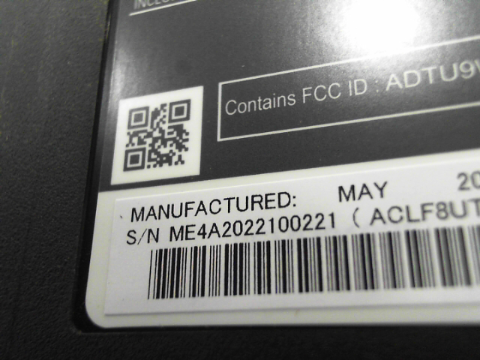 Contains FCC ID : ADTU9
MANUFACTURED: MAY 20
S/N ME4A2022100221 ( ACLF8UT